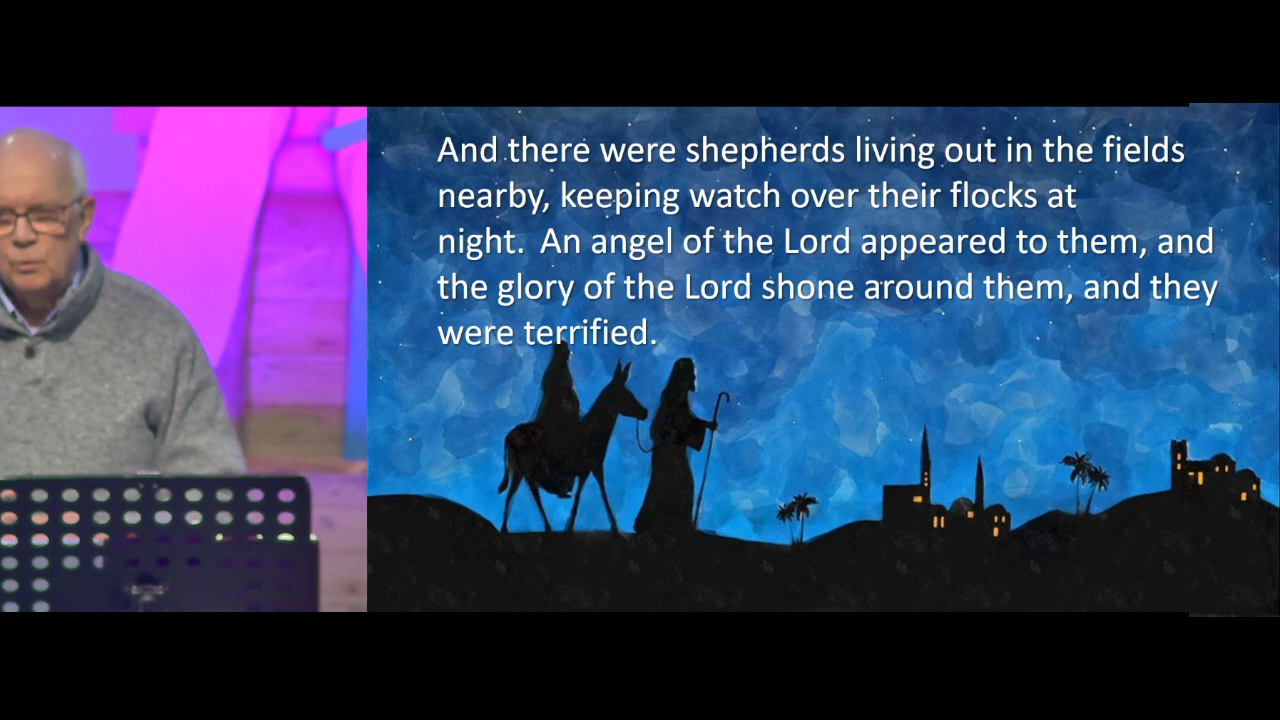 And there were shepherds living out in the fields
nearby, keeping watch over their flocks at
night.  An angel of the Lord appeared to them, and
the glory of the Lord shone around them, and they
were terrified.